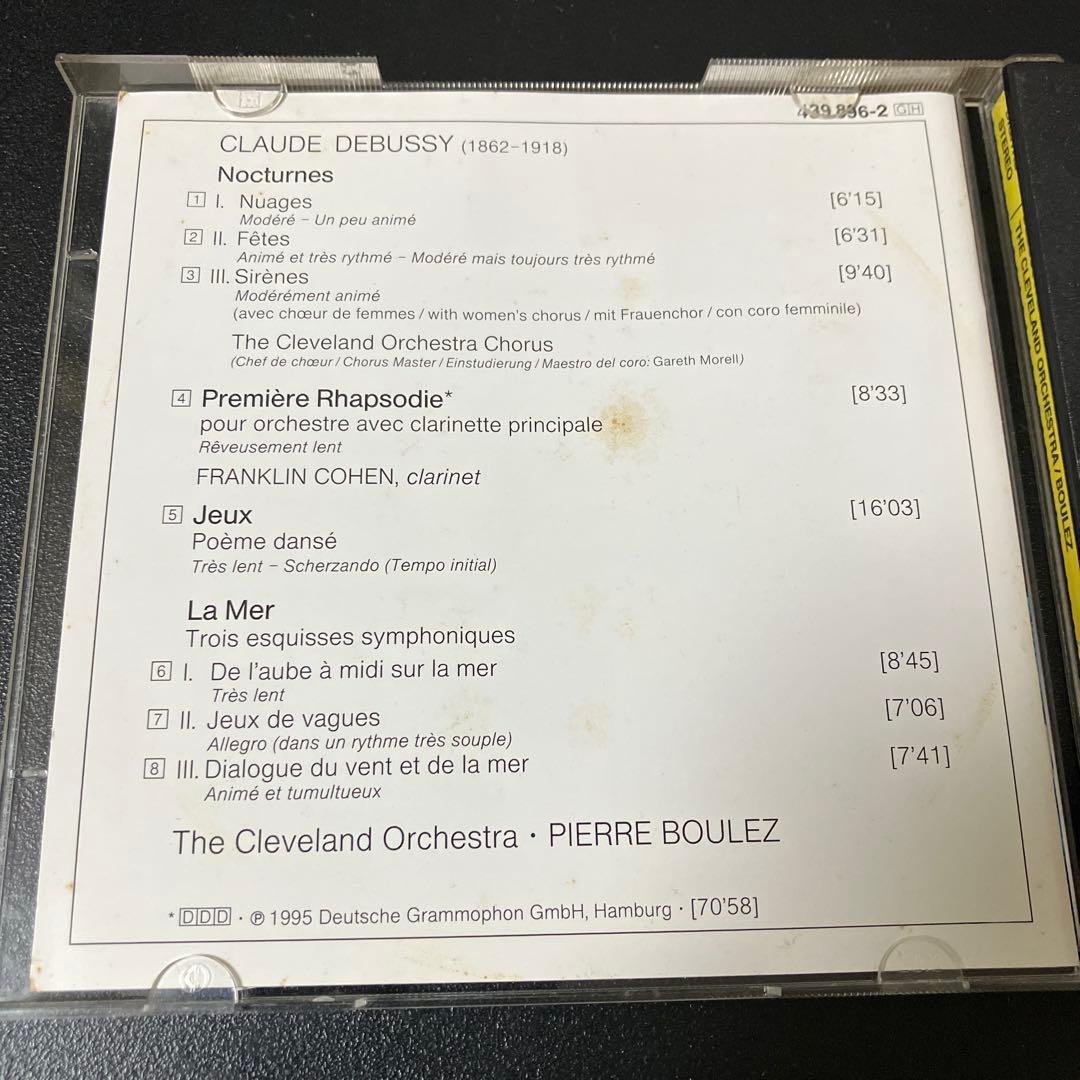 439 896-2 GH
CLAUDE DEBUSSY (1862–1918)
Nocturnes
1 I. Nuages [6'15]
Modéré – Un peu animé
2 II. Fêtes [6'31]
Animé et très rythmé – Modéré mais toujours très rythmé
3 III. Sirènes [9'40]
Modérément animé
(avec chœur de femmes / with women's chorus / mit Frauenchor / con coro femminile)
The Cleveland Orchestra Chorus
(Chef de chœur / Chorus Master / Einstudierung / Maestro del coro: Gareth Morell)
4 Première Rhapsodie* [8'33]
pour orchestre avec clarinette principale
Rêveusement lent
FRANKLIN COHEN, clarinet
5 Jeux [16'03]
Poème dansé
Très lent – Scherzando (Tempo initial)
La Mer
Trois esquisses symphoniques
6 I. De l'aube à midi sur la mer [8'45]
Très lent
7 II. Jeux de vagues [7'06]
Allegro (dans un rythme très souple)
8 III. Dialogue du vent et de la mer [7'41]
Animé et tumultueux
The Cleveland Orchestra · PIERRE BOULEZ
* DDD · ℗ 1995 Deutsche Grammophon GmbH, Hamburg · [70'58]
STEREO
THE CLEVELAND ORCHESTRA / BOULEZ